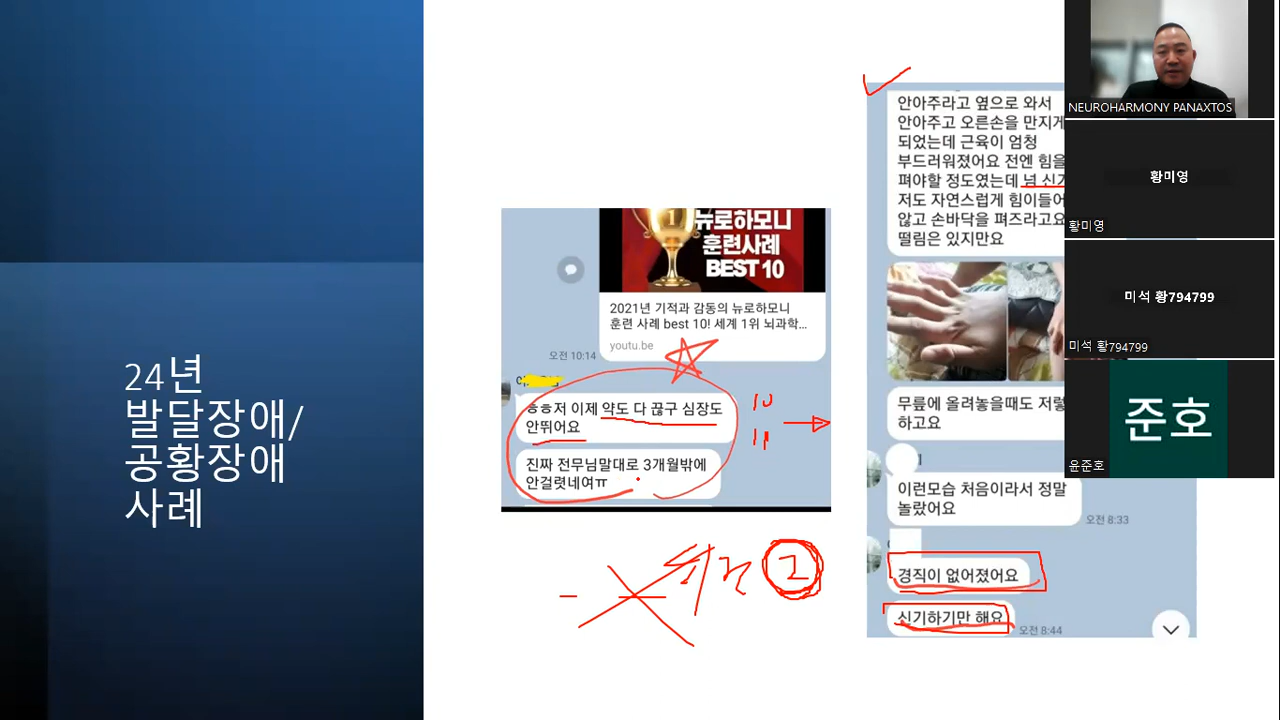 24년
발달장애/
공황장애
사례
뉴로하모니
훈련사례
BEST 10
2021년 기적과 감동의 뉴로하모니
훈련 사례 best 10! 세계 1위 뇌과학...
youtu.be
오전 10:14
ㅎㅎ저 이제 약도 다 끊구 심장도
안뛰어요
진짜 전무님말대로 3개월밖에
안걸렷네여ㅠ
10
11
2
안아주라고 옆으로 와서
안아주고 오른손을 만지게
되었는데 근육이 엄청
부드러워졌어요 전엔 힘을
펴야할 정도였는데 넘 신기
저도 자연스럽게 힘이들어
않고 손바닥을 펴즈라고요
떨림은 있지만요
무릎에 올려놓을때도 저렇
하고요
이런모습 처음이라서 정말
놀랐어요
오전 8:33
경직이 없어졌어요
신기하기만 해요
오전 8:44
NEUROHARMONY PANAXTOS
황미영
황미영
미석 황794799
미석 황794799
준호
윤준호